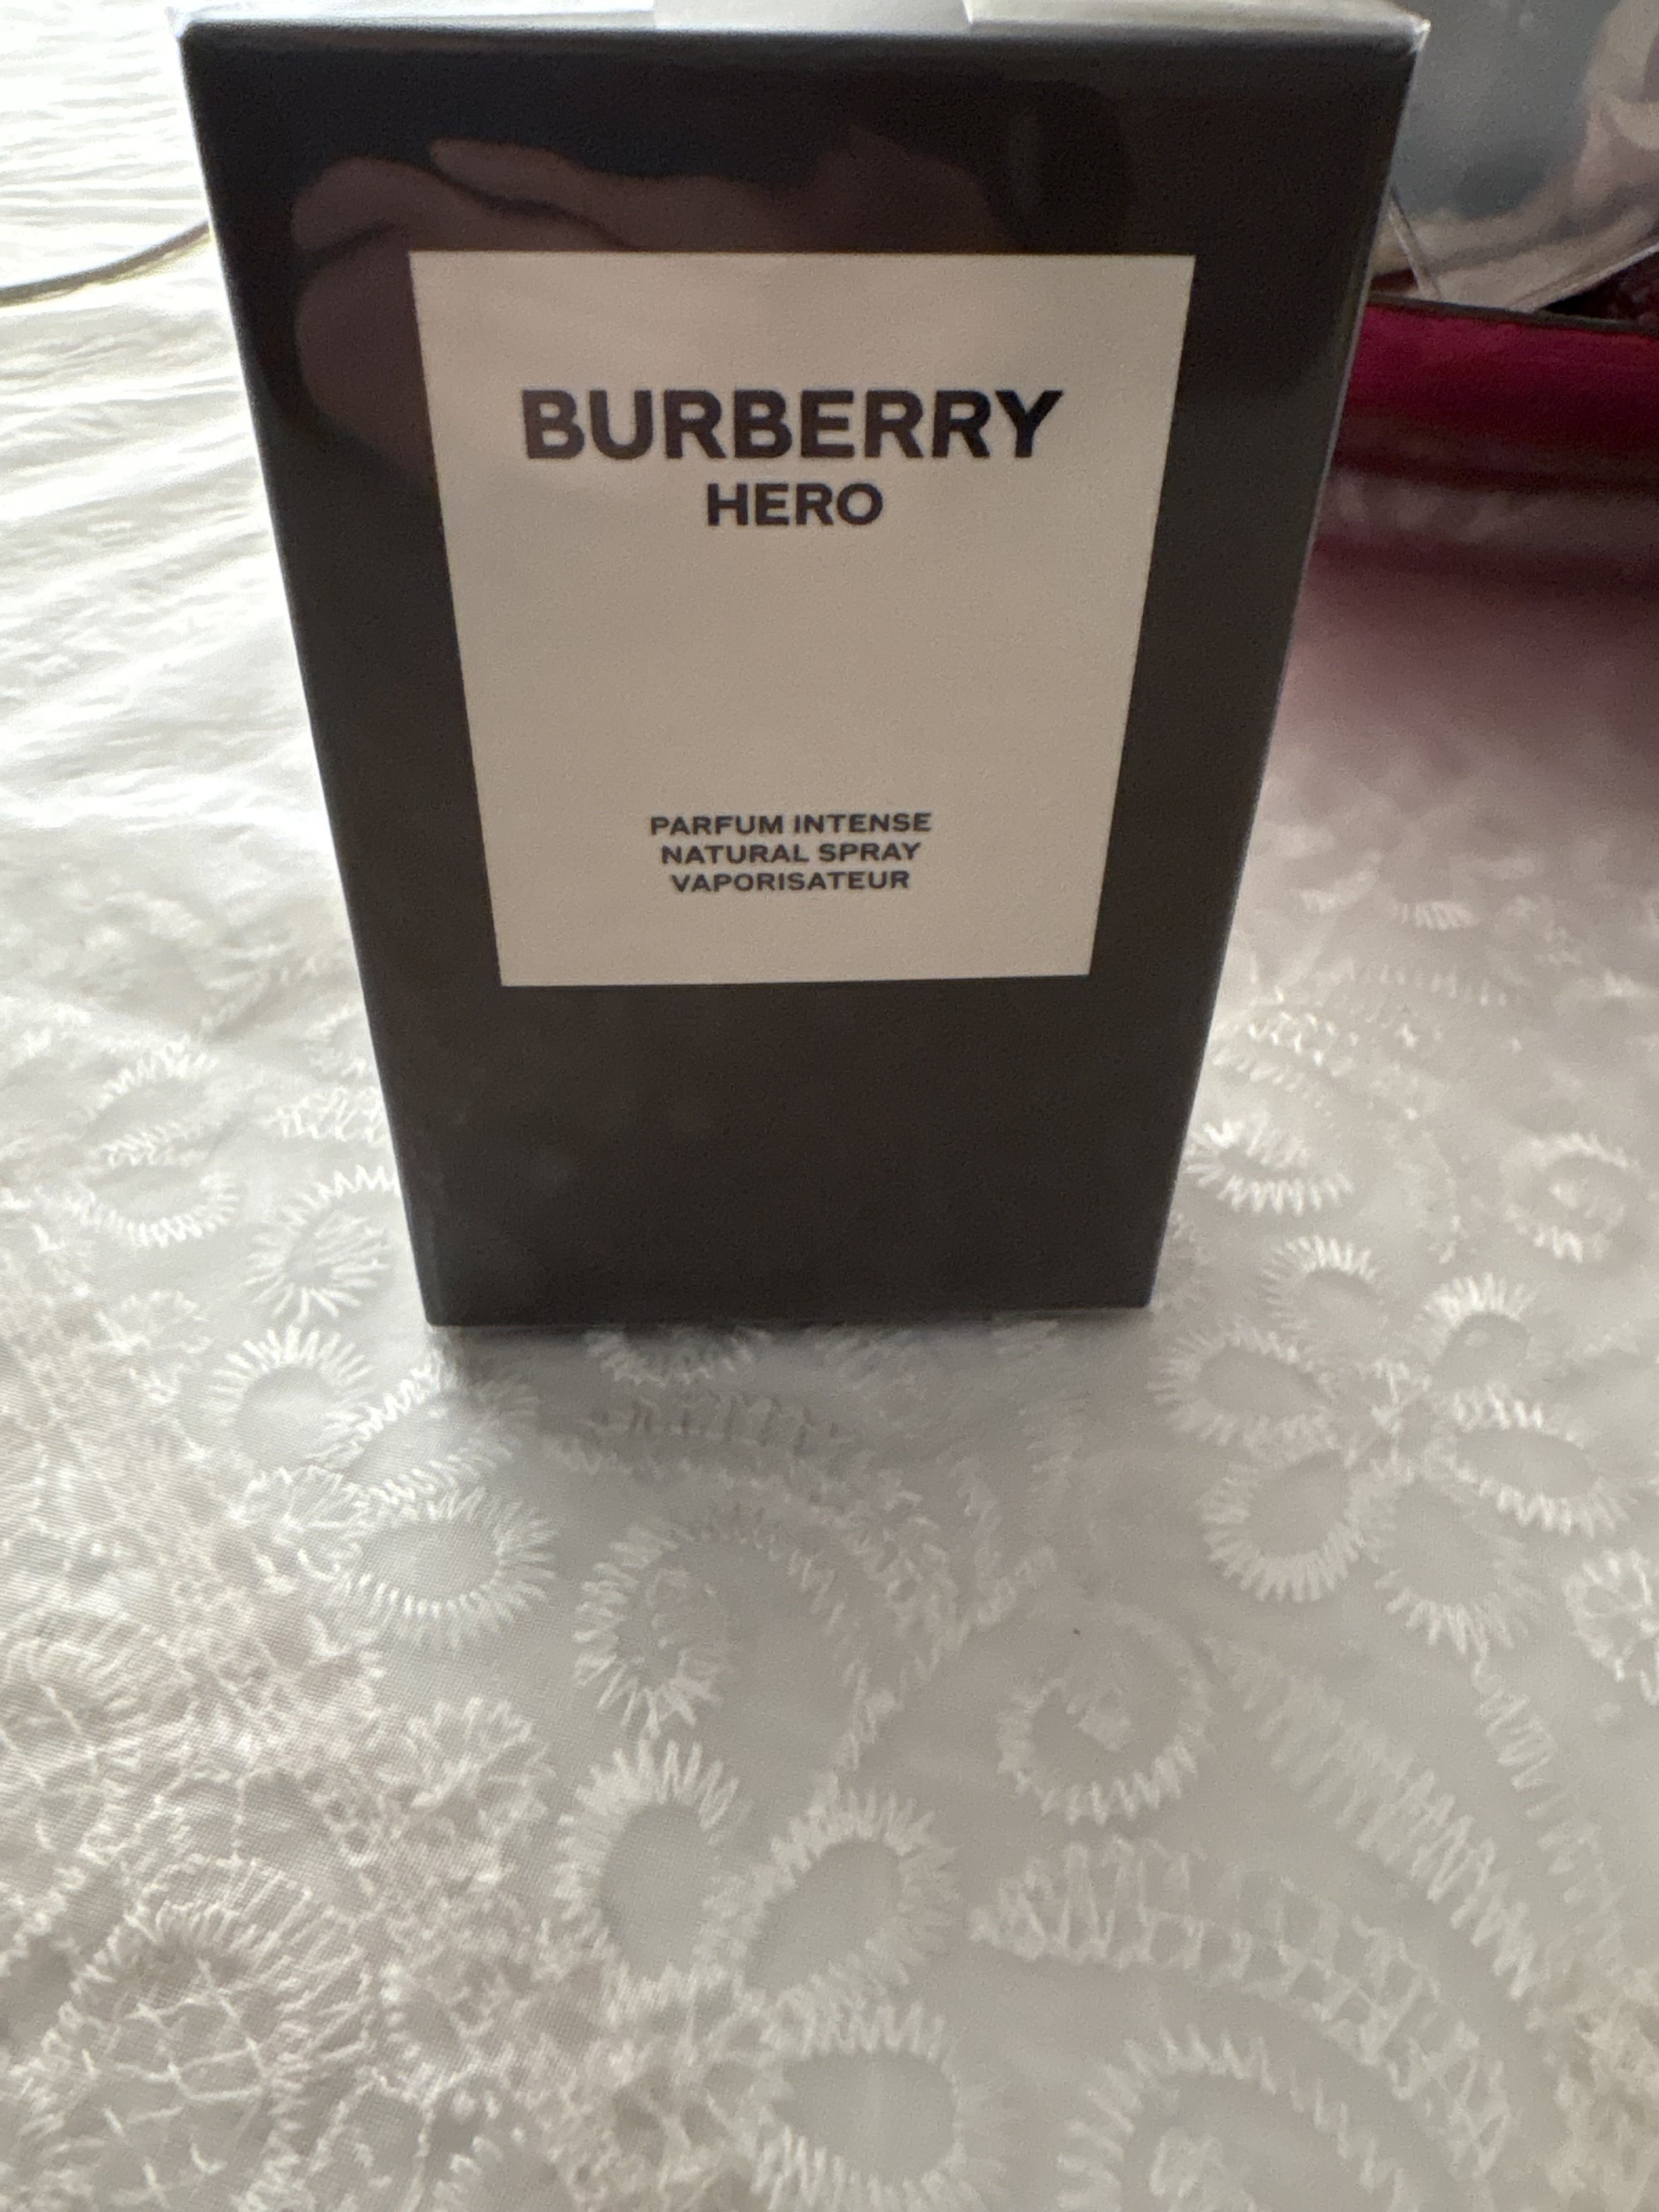 BURBERRY
HERO
PARFUM INTENSE
NATURAL SPRAY
VAPORISATEUR